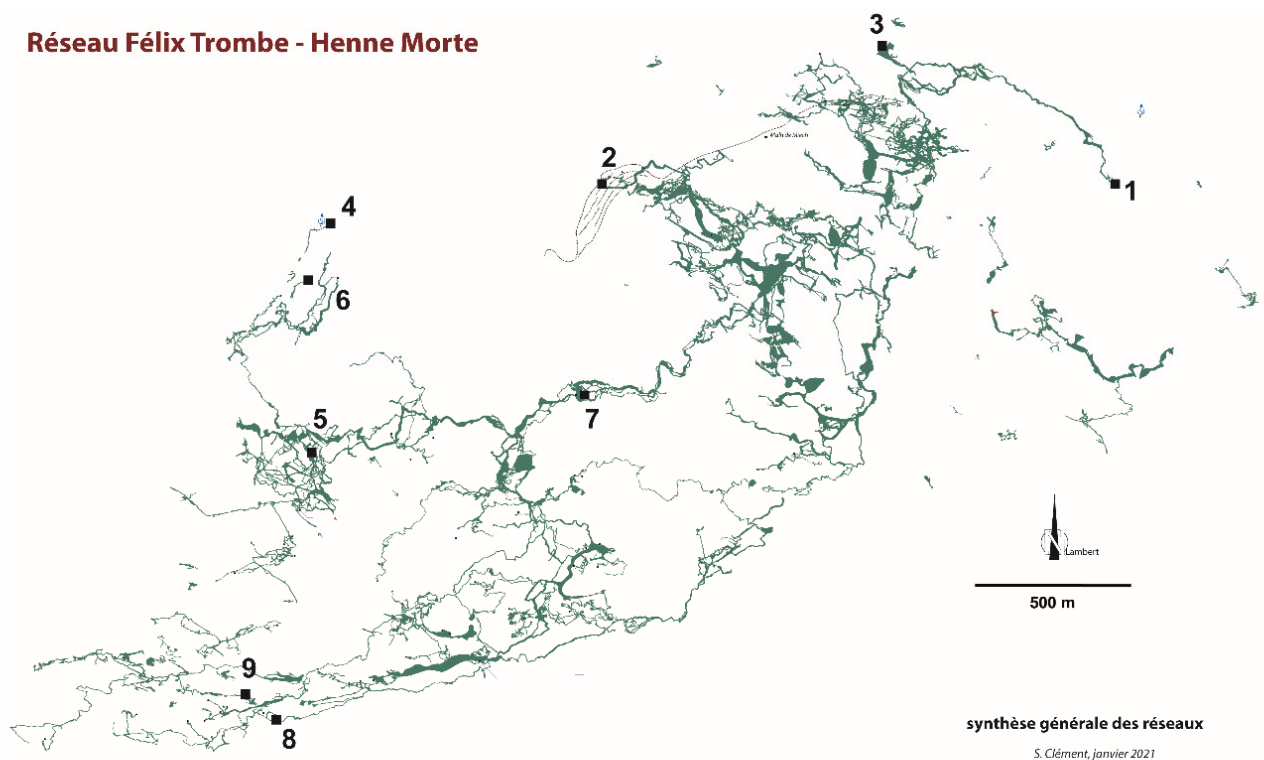 Réseau Félix Trombe - Henne Morte
3
2
1
4
6
5
7
N
Lambert
500 m
9
8
synthèse générale des réseaux
S. Clément, janvier 2021